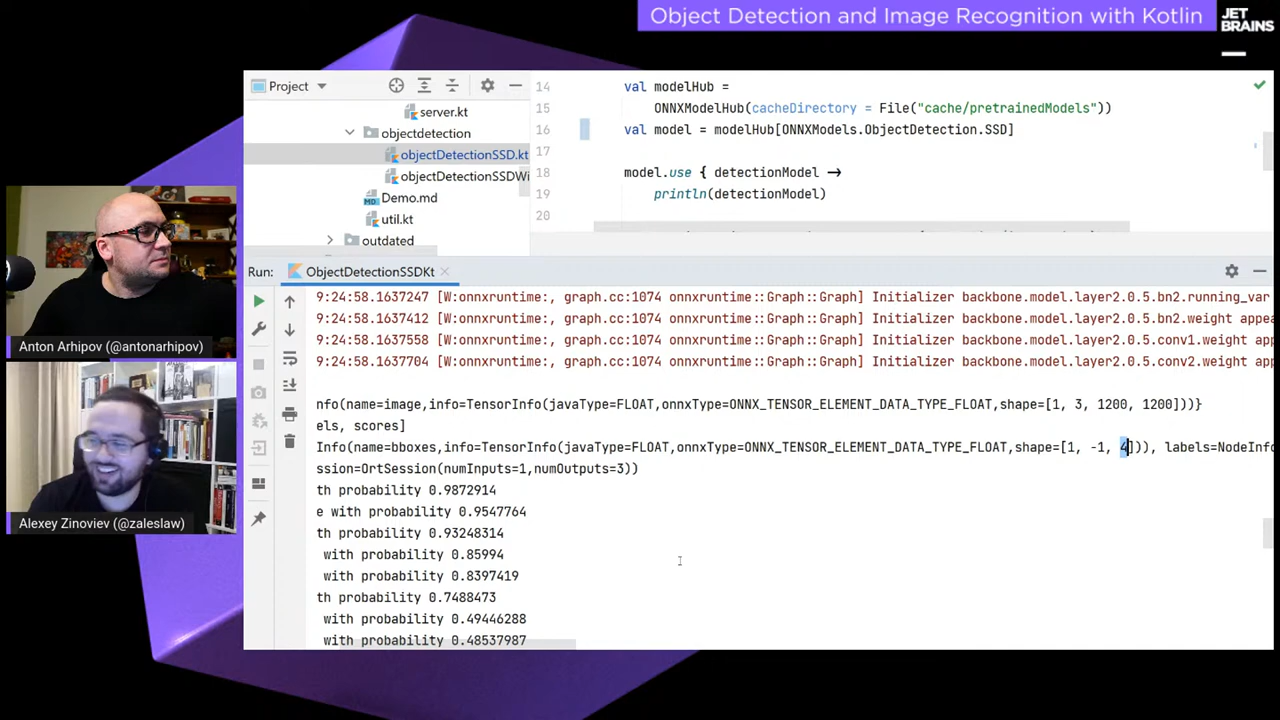 Object Detection and Image Recognition with Kotlin
JET
BRAINS
Project
server.kt
objectdetection
objectDetectionSSD.kt
objectDetectionSSDWi
Demo.md
util.kt
outdated
14 val modelHub =
15 ONNXModelHub(cacheDirectory = File("cache/pretrainedModels"))
16 val model = modelHub[ONNXModels.ObjectDetection.SSD]
17
18 model.use { detectionModel ->
19 println(detectionModel)
20
Run: ObjectDetectionSSDKt
9:24:58.1637247 [W:onnxruntime:, graph.cc:1074 onnxruntime::Graph::Graph] Initializer backbone.model.layer2.0.5.bn2.running_var
9:24:58.1637412 [W:onnxruntime:, graph.cc:1074 onnxruntime::Graph::Graph] Initializer backbone.model.layer2.0.5.bn2.weight appe
9:24:58.1637558 [W:onnxruntime:, graph.cc:1074 onnxruntime::Graph::Graph] Initializer backbone.model.layer2.0.5.conv1.weight ap
9:24:58.1637704 [W:onnxruntime:, graph.cc:1074 onnxruntime::Graph::Graph] Initializer backbone.model.layer2.0.5.conv2.weight ap
nfo(name=image,info=TensorInfo(javaType=FLOAT,onnxType=ONNX_TENSOR_ELEMENT_DATA_TYPE_FLOAT,shape=[1, 3, 1200, 1200]))}
els, scores]
Info(name=bboxes,info=TensorInfo(javaType=FLOAT,onnxType=ONNX_TENSOR_ELEMENT_DATA_TYPE_FLOAT,shape=[1, -1, 4])), labels=NodeInfo
ssion=OrtSession(numInputs=1,numOutputs=3))
th probability 0.9872914
e with probability 0.9547764
th probability 0.93248314
with probability 0.85994
with probability 0.8397419
th probability 0.7488473
with probability 0.49446288
with probability 0.48537987
Anton Arhipov (@antonarhipov)
Alexey Zinoviev (@zaleslaw)